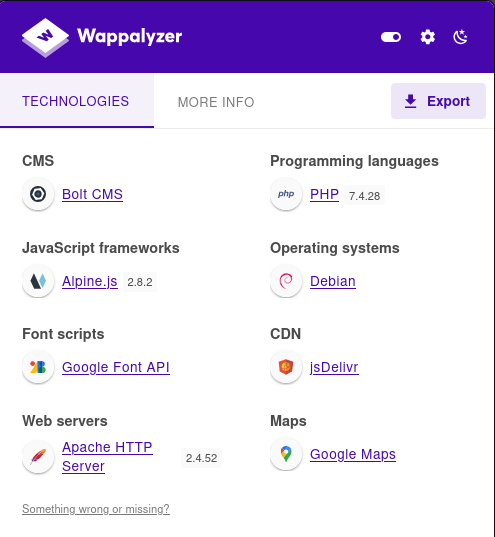 Wappalyzer
TECHNOLOGIES
MORE INFO
Export
CMS
Bolt CMS
Programming languages
php
PHP 7.4.28
JavaScript frameworks
Alpine.js 2.8.2
Operating systems
Debian
Font scripts
Google Font API
CDN
jsDelivr
Web servers
Apache HTTP
Server
2.4.52
Maps
Google Maps
Something wrong or missing?